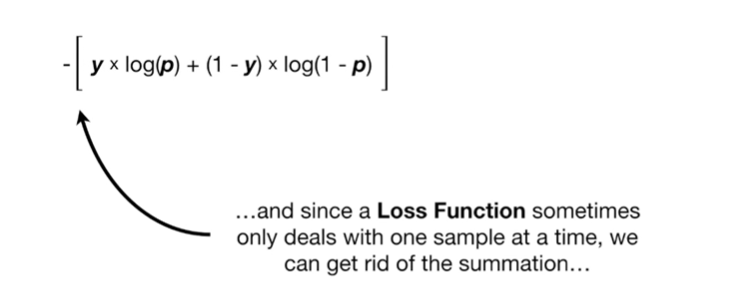 -[ y × log(p) + (1 - y) × log(1 - p) ]
…and since a Loss Function sometimes
only deals with one sample at a time, we
can get rid of the summation…